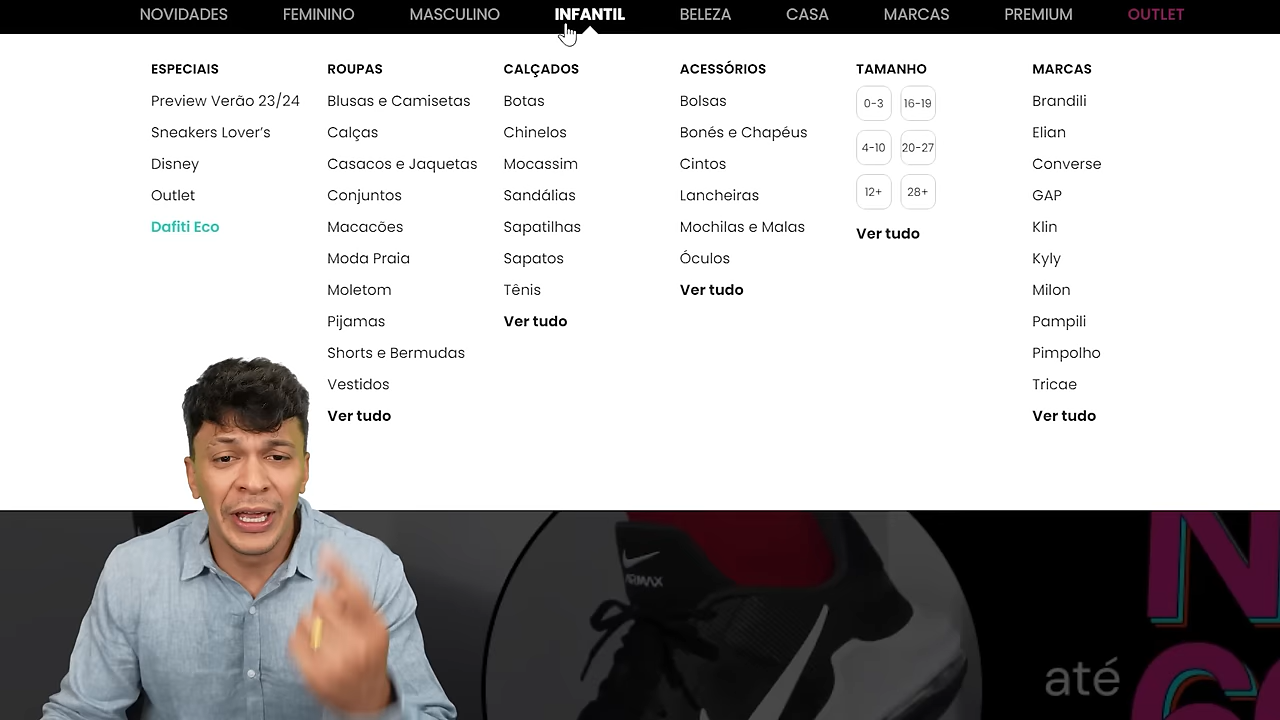 NOVIDADES FEMININO MASCULINO INFANTIL BELEZA CASA MARCAS PREMIUM OUTLET
ESPECIAIS
Preview Verão 23/24
Sneakers Lover’s
Disney
Outlet
Dafiti Eco
ROUPAS
Blusas e Camisetas
Calças
Casacos e Jaquetas
Conjuntos
Macacões
Moda Praia
Moletom
Pijamas
Shorts e Bermudas
Vestidos
Ver tudo
CALÇADOS
Botas
Chinelos
Mocassim
Sandálias
Sapatilhas
Sapatos
Tênis
Ver tudo
ACESSÓRIOS
Bolsas
Bonés e Chapéus
Cintos
Lancheiras
Mochilas e Malas
Óculos
Ver tudo
TAMANHO
0-3 16-19
4-10 20-27
12+ 28+
Ver tudo
MARCAS
Brandili
Elian
Converse
GAP
Klin
Kyly
Milon
Pampili
Pimpolho
Tricae
Ver tudo
até